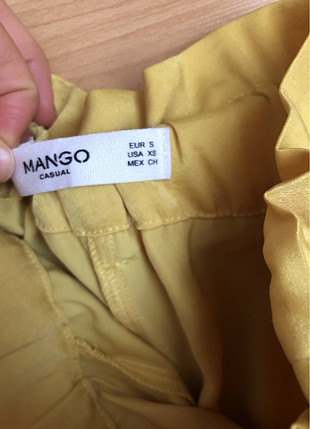 MANGO
CASUAL
EUR S
USA XS
MEX CH